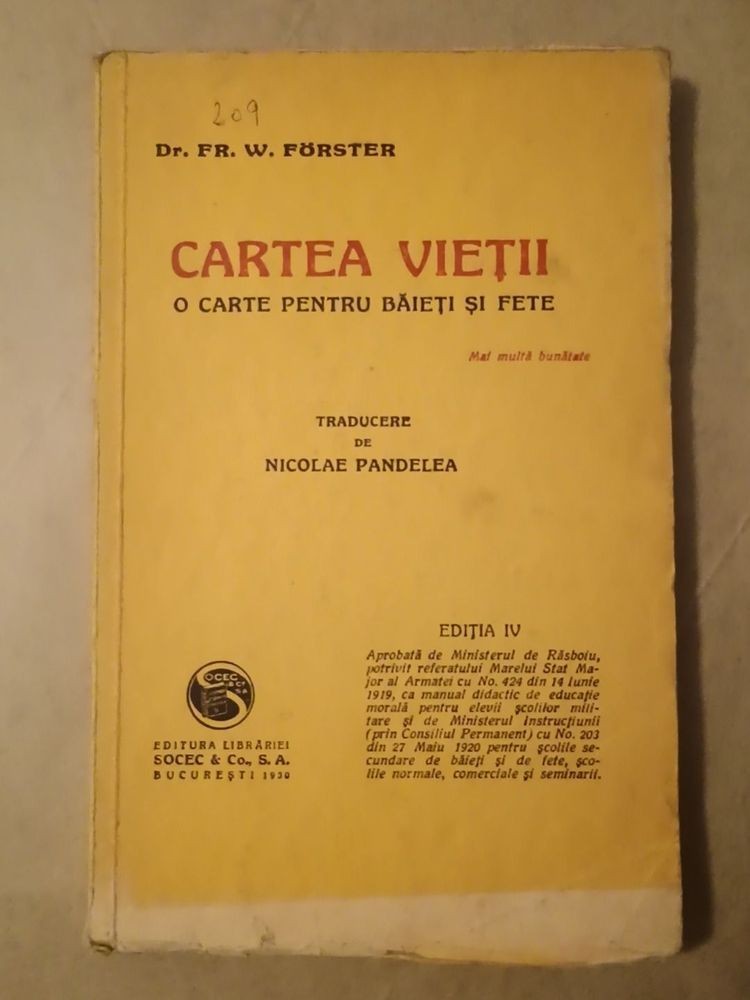 209
Dr. FR. W. FÖRSTER
CARTEA VIEȚII
O CARTE PENTRU BĂIEȚI ȘI FETE
Mai multă bunătate
TRADUCERE
DE
NICOLAE PANDELEA
EDIȚIA IV
Aprobată de Ministerul de Răsboiu,
potrivit referatului Marelui Stat Ma-
jor al Armatei cu No. 424 din 14 Iunie
1919, ca manual didactic de educație
morală pentru elevii școlilor mili-
tare și de Ministerul Instrucțiunii
(prin Consiliul Permanent) cu No. 203
din 27 Maiu 1920 pentru școlile se-
cundare de băieți și de fete, șco-
lile normale, comerciale și seminarii.
SOCEC
& Co
S A
EDITURA LIBRĂRIEI
SOCEC & Co., S. A.
BUCUREȘTI 1930